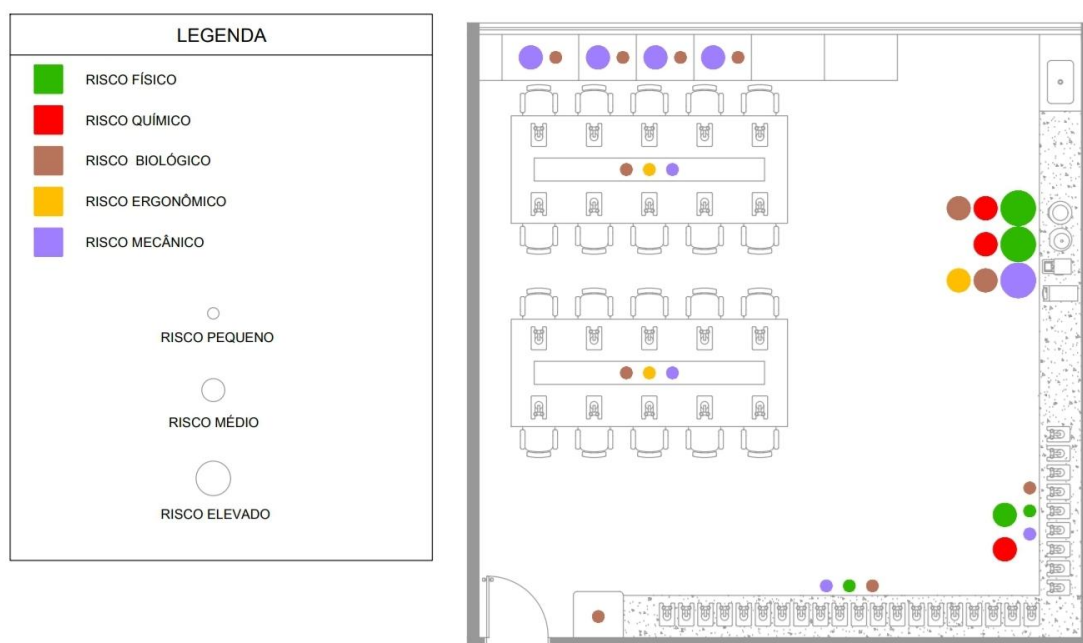 LEGENDA
RISCO FÍSICO
RISCO QUÍMICO
RISCO BIOLÓGICO
RISCO ERGONÔMICO
RISCO MECÂNICO
RISCO PEQUENO
RISCO MÉDIO
RISCO ELEVADO